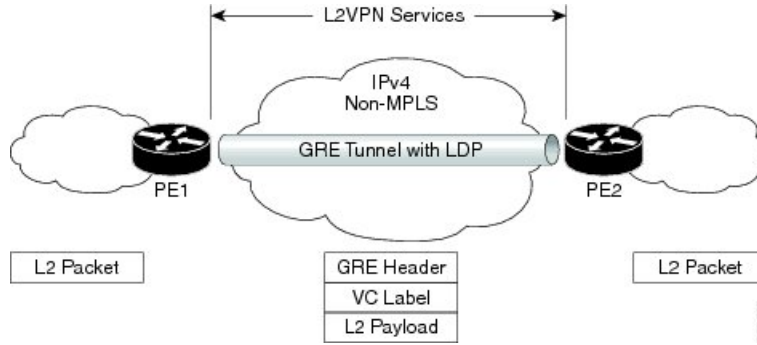 L2VPN Services
IPv4
Non-MPLS
GRE Tunnel with LDP
PE1
PE2
L2 Packet
GRE Header
L2 Packet
VC Label
L2 Payload